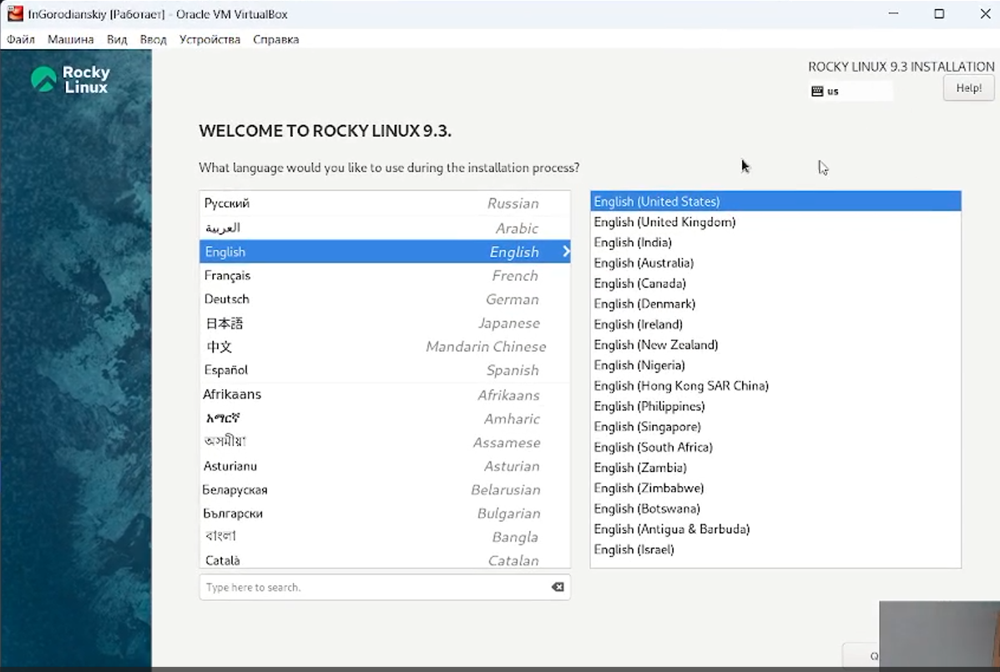 fnGorodianskiy [Работает] - Oracle VM VirtualBox
Файл Машина Вид Ввод Устройства Справка
Rocky
Linux
ROCKY LINUX 9.3 INSTALLATION
us
Help!
WELCOME TO ROCKY LINUX 9.3.
What language would you like to use during the installation process?
Русский Russian
العربية Arabic
English English
Français French
Deutsch German
日本語 Japanese
中文 Mandarin Chinese
Español Spanish
Afrikaans Afrikaans
አማርኛ Amharic
অসমীয়া Assamese
Asturianu Asturian
Беларуская Belarusian
Български Bulgarian
বাংলা Bangla
Català Catalan
Type here to search.
English (United States)
English (United Kingdom)
English (India)
English (Australia)
English (Canada)
English (Denmark)
English (Ireland)
English (New Zealand)
English (Nigeria)
English (Hong Kong SAR China)
English (Philippines)
English (Singapore)
English (South Africa)
English (Zambia)
English (Zimbabwe)
English (Botswana)
English (Antigua & Barbuda)
English (Israel)